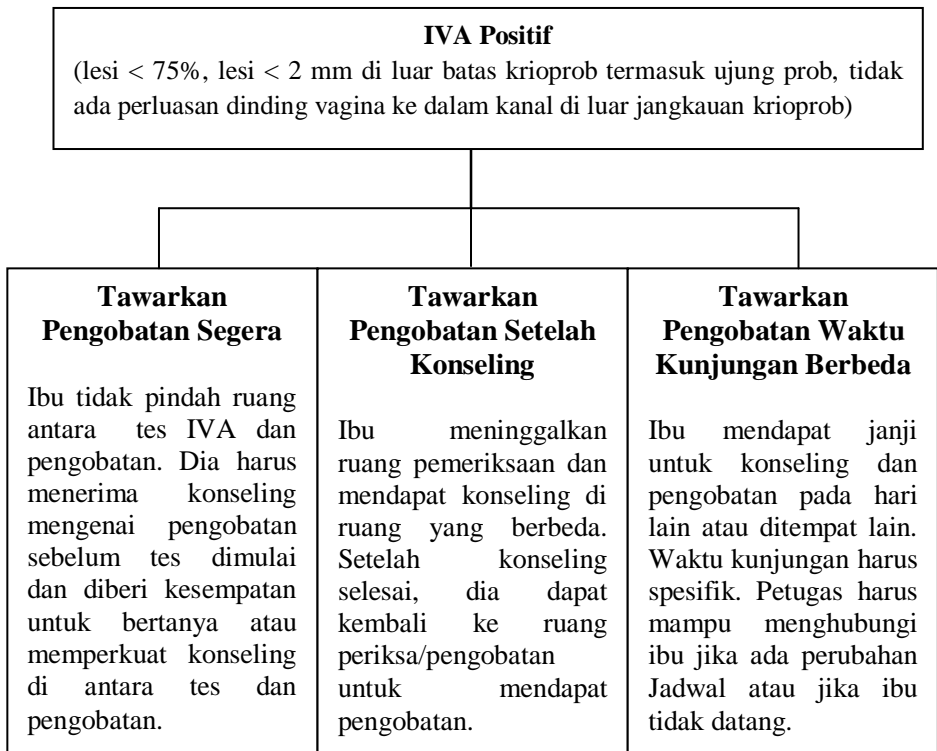 IVA Positif
(lesi < 75%, lesi < 2 mm di luar batas krioprob termasuk ujung prob, tidak
ada perluasan dinding vagina ke dalam kanal di luar jangkauan krioprob)
Tawarkan
Pengobatan Segera
Ibu tidak pindah ruang
antara tes IVA dan
pengobatan. Dia harus
menerima konseling
mengenai pengobatan
sebelum tes dimulai
dan diberi kesempatan
untuk bertanya atau
memperkuat konseling
di antara tes dan
pengobatan.
Tawarkan
Pengobatan Setelah
Konseling
Ibu meninggalkan
ruang pemeriksaan dan
mendapat konseling di
ruang yang berbeda.
Setelah konseling
selesai, dia dapat
kembali ke ruang
periksa/pengobatan
untuk mendapat
pengobatan.
Tawarkan
Pengobatan Waktu
Kunjungan Berbeda
Ibu mendapat janji
untuk konseling dan
pengobatan pada hari
lain atau ditempat lain.
Waktu kunjungan harus
spesifik. Petugas harus
mampu menghubungi
ibu jika ada perubahan
Jadwal atau jika ibu
tidak datang.